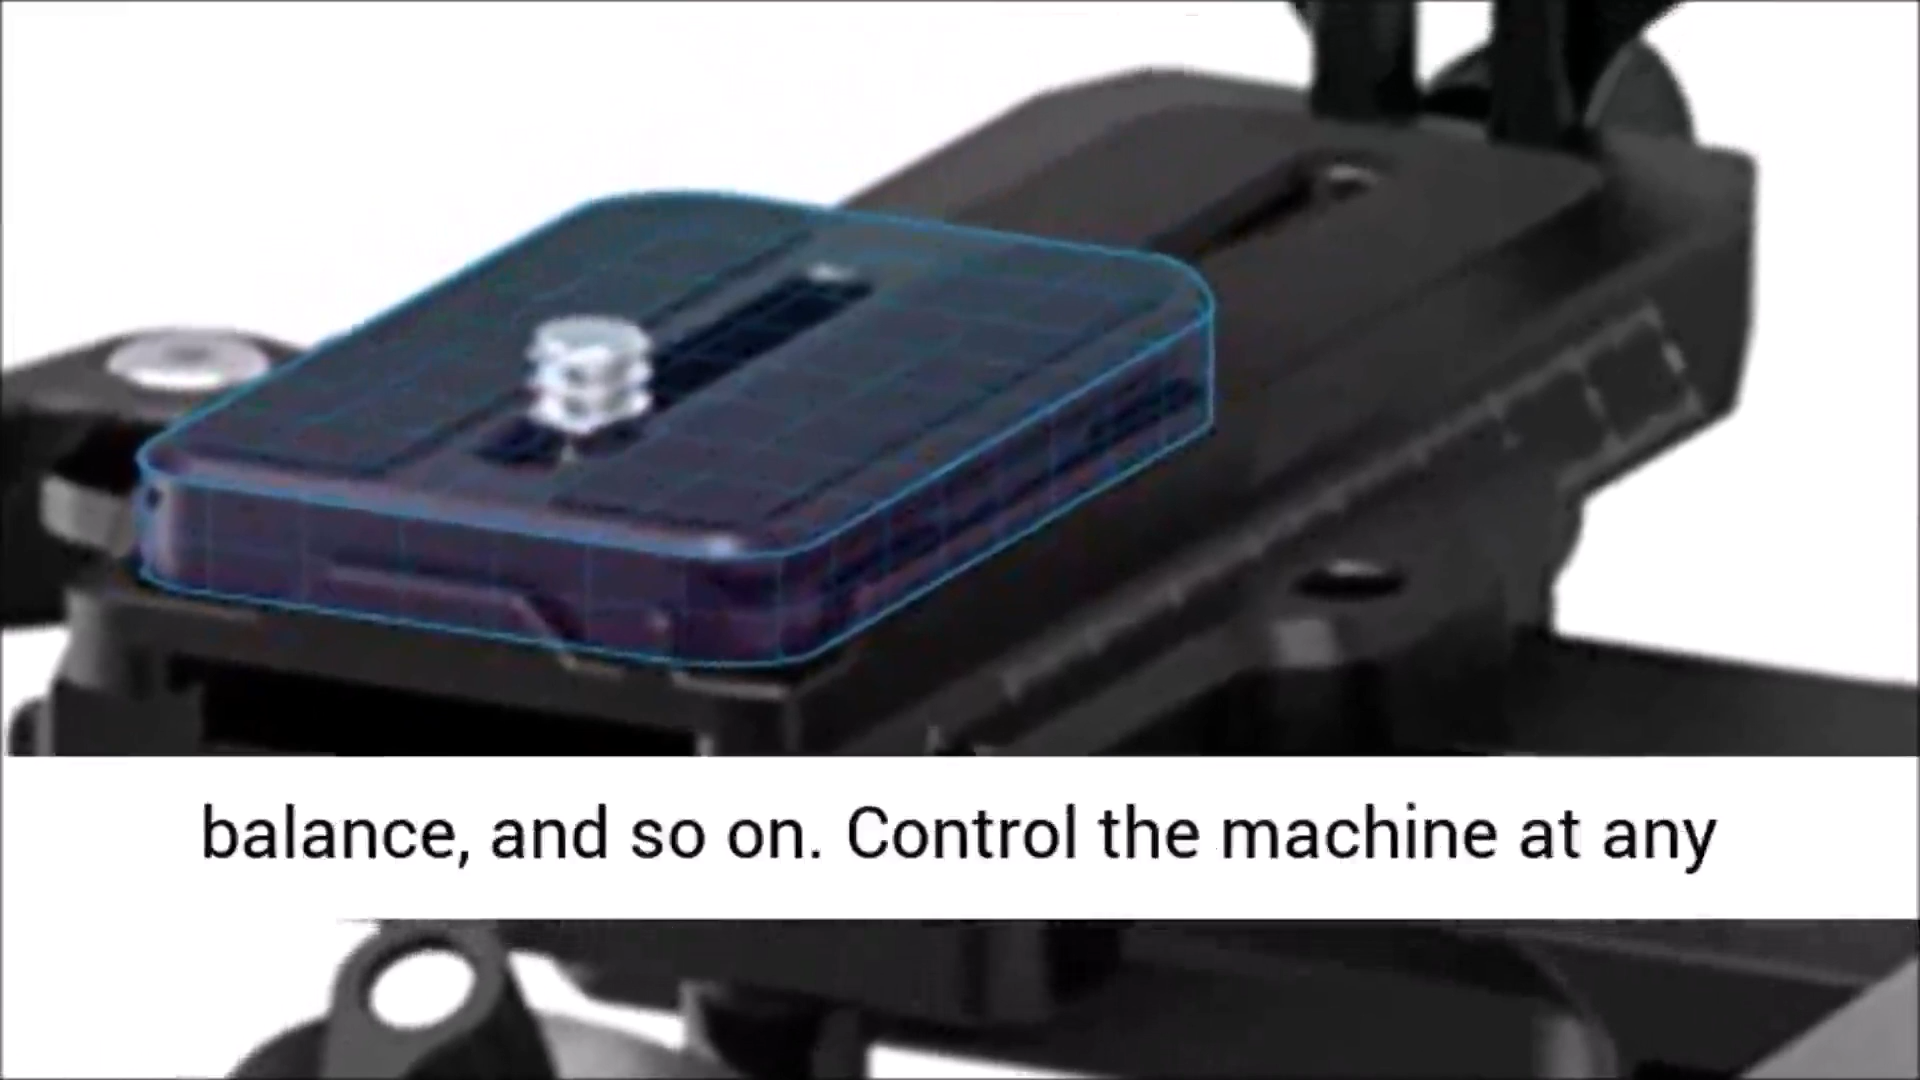 balance, and so on. Control the machine at any